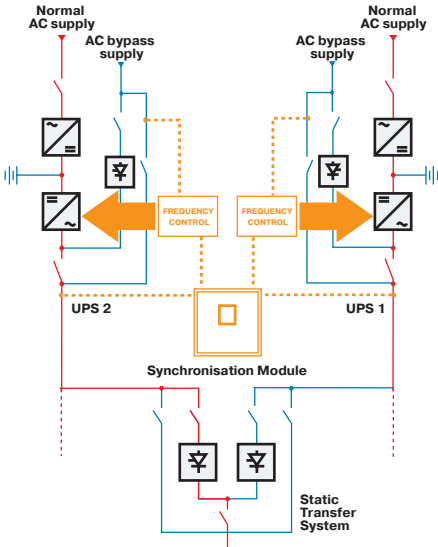 Normal
AC supply
AC bypass
supply
AC bypass
supply
Normal
AC supply
FREQUENCY
CONTROL
FREQUENCY
CONTROL
UPS 2
UPS 1
Synchronisation Module
Static
Transfer
System